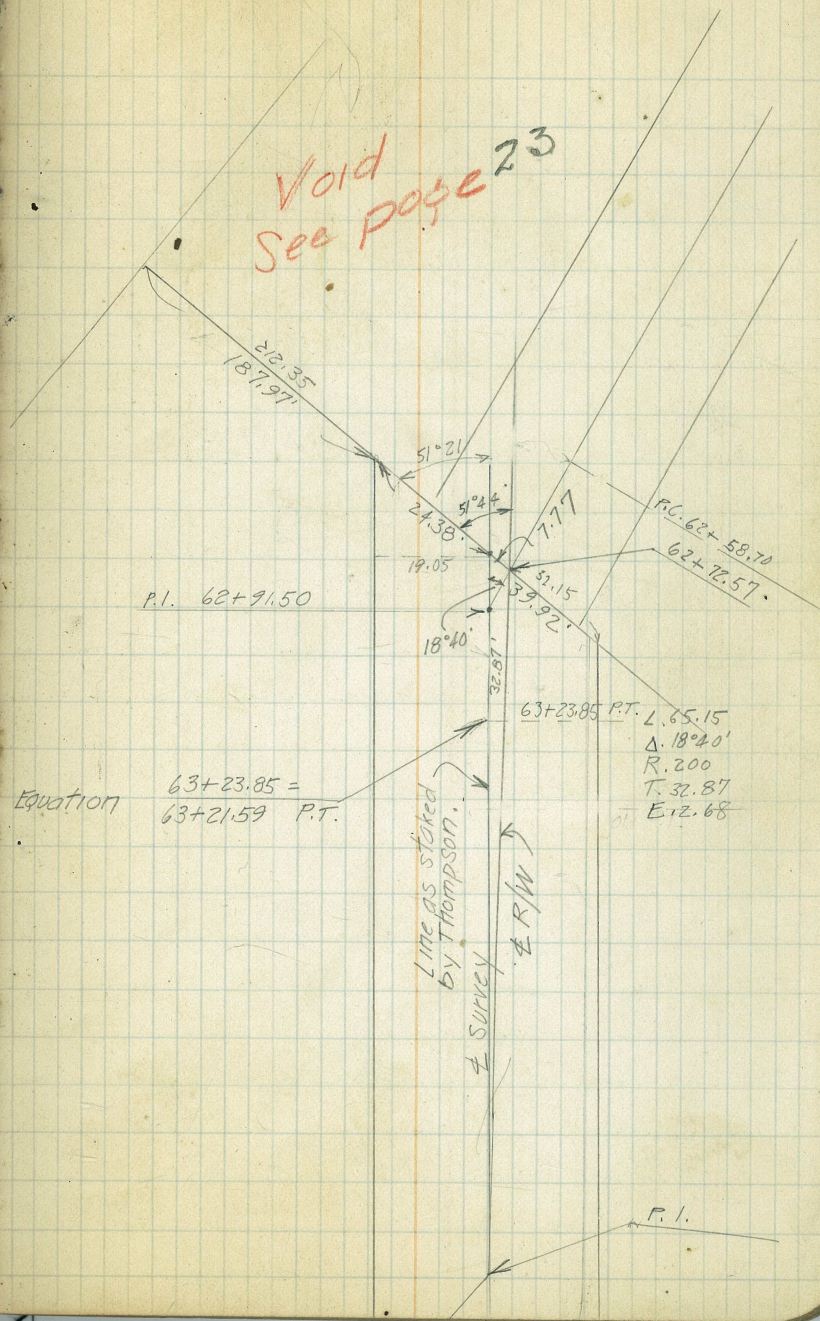 Void
See page 23
212.35
187.97'
51°21
51°44'
24.38'
7.77
19.05
P.C. 62+58.70
62+72.57
32.15
39.92'
P.I. 62+91.50
18°40'
32.87'
63+23.85 P.T.
L. 65.15
Δ. 18°40'
R. 200
T. 32.87
E. 2.68
Equation
63+23.85 =
63+21.59 P.T.
Line as staked
by Thompson.
℄ R/W
℄ Survey
P.I.